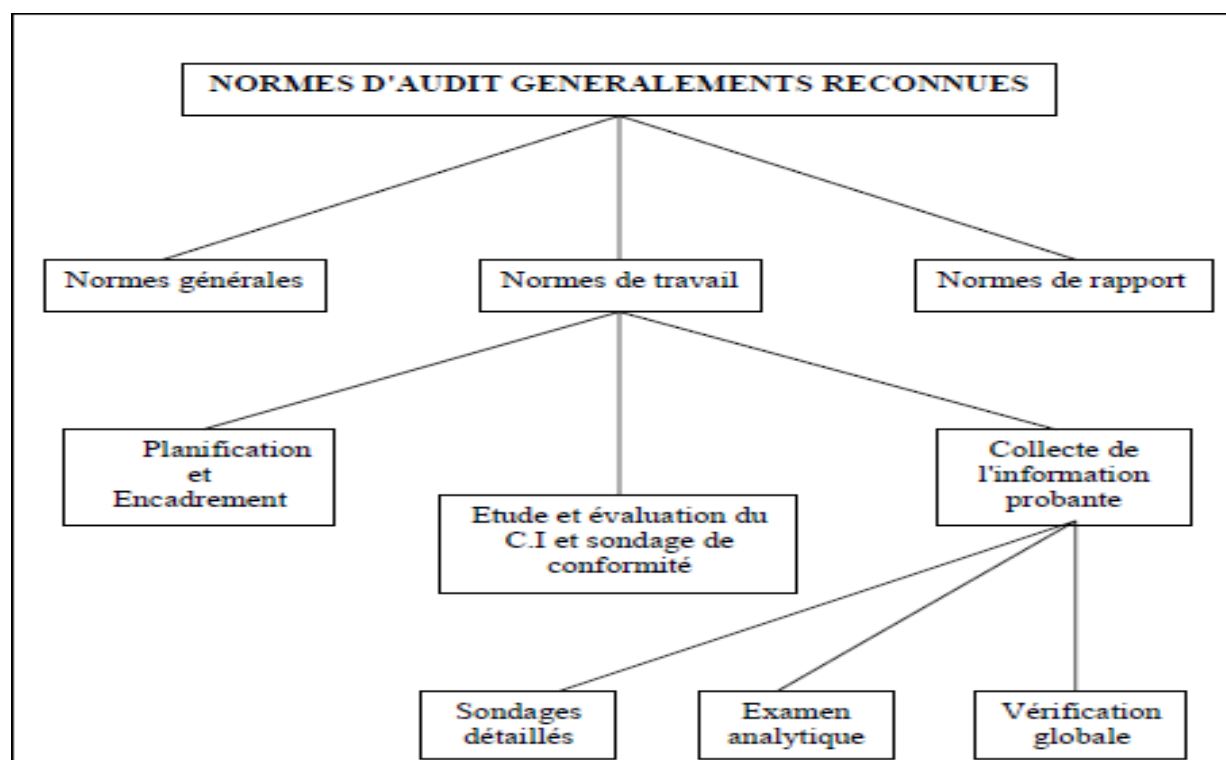 NORMES D'AUDIT GENERALEMENTS RECONNUES
Normes générales
Normes de travail
Normes de rapport
Planification
et
Encadrement
Etude et évaluation du
C.I et sondage de
conformité
Collecte de
l'information
probante
Sondages
détaillés
Examen
analytique
Vérification
globale